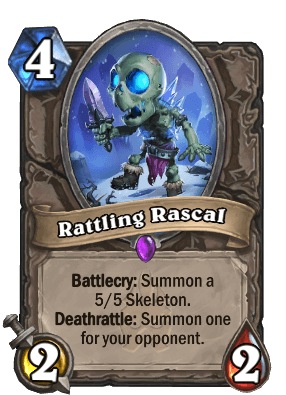 4
Rattling Rascal
Battlecry: Summon a
5/5 Skeleton.
Deathrattle: Summon one
for your opponent.
2
2